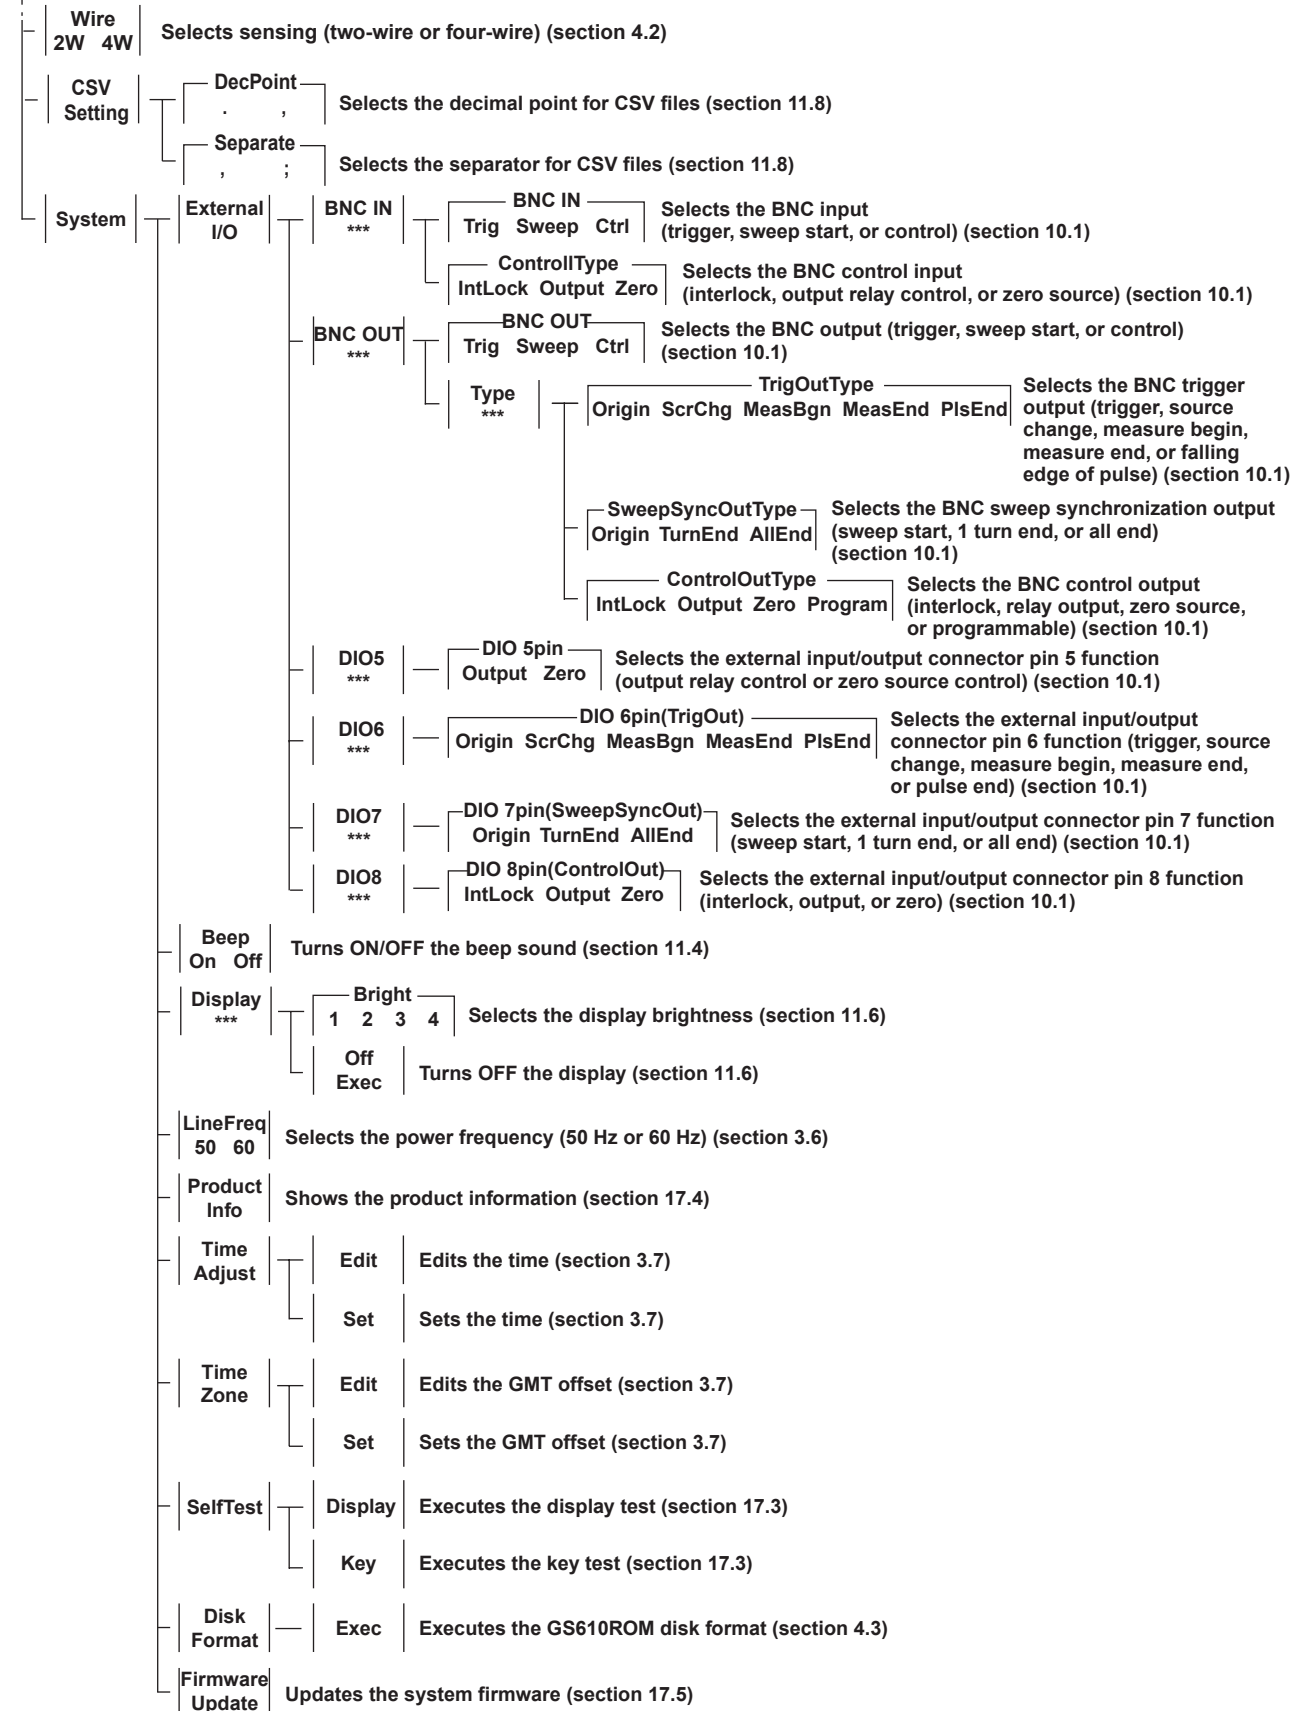 Wire
2W 4W
Selects sensing (two-wire or four-wire) (section 4.2)
CSV
Setting
DecPoint
. ,
Selects the decimal point for CSV files (section 11.8)
Separate
, ;
Selects the separator for CSV files (section 11.8)
System
External
I/O
BNC IN
***
BNC IN
Trig Sweep Ctrl
Selects the BNC input
(trigger, sweep start, or control) (section 10.1)
ControllType
IntLock Output Zero
Selects the BNC control input
(interlock, output relay control, or zero source) (section 10.1)
BNC OUT
***
BNC OUT
Trig Sweep Ctrl
Selects the BNC output (trigger, sweep start, or control)
(section 10.1)
Type
***
TrigOutType
Origin ScrChg MeasBgn MeasEnd PlsEnd
Selects the BNC trigger
output (trigger, source
change, measure begin,
measure end, or falling
edge of pulse) (section 10.1)
SweepSyncOutType
Origin TurnEnd AllEnd
Selects the BNC sweep synchronization output
(sweep start, 1 turn end, or all end)
(section 10.1)
ControlOutType
IntLock Output Zero Program
Selects the BNC control output
(interlock, relay output, zero source,
or programmable) (section 10.1)
DIO5
***
DIO 5pin
Output Zero
Selects the external input/output connector pin 5 function
(output relay control or zero source control) (section 10.1)
DIO6
***
DIO 6pin(TrigOut)
Origin ScrChg MeasBgn MeasEnd PlsEnd
Selects the external input/output
connector pin 6 function (trigger, source
change, measure begin, measure end,
or pulse end) (section 10.1)
DIO7
***
DIO 7pin(SweepSyncOut)
Origin TurnEnd AllEnd
Selects the external input/output connector pin 7 function
(sweep start, 1 turn end, or all end) (section 10.1)
DIO8
***
DIO 8pin(ControlOut)
IntLock Output Zero
Selects the external input/output connector pin 8 function
(interlock, output, or zero) (section 10.1)
Beep
On Off
Turns ON/OFF the beep sound (section 11.4)
Display
***
Bright
1 2 3 4
Selects the display brightness (section 11.6)
Off
Exec
Turns OFF the display (section 11.6)
LineFreq
50 60
Selects the power frequency (50 Hz or 60 Hz) (section 3.6)
Product
Info
Shows the product information (section 17.4)
Time
Adjust
Edit
Edits the time (section 3.7)
Set
Sets the time (section 3.7)
Time
Zone
Edit
Edits the GMT offset (section 3.7)
Set
Sets the GMT offset (section 3.7)
SelfTest
Display
Executes the display test (section 17.3)
Key
Executes the key test (section 17.3)
Disk
Format
Exec
Executes the GS610ROM disk format (section 4.3)
Firmware
Update
Updates the system firmware (section 17.5)